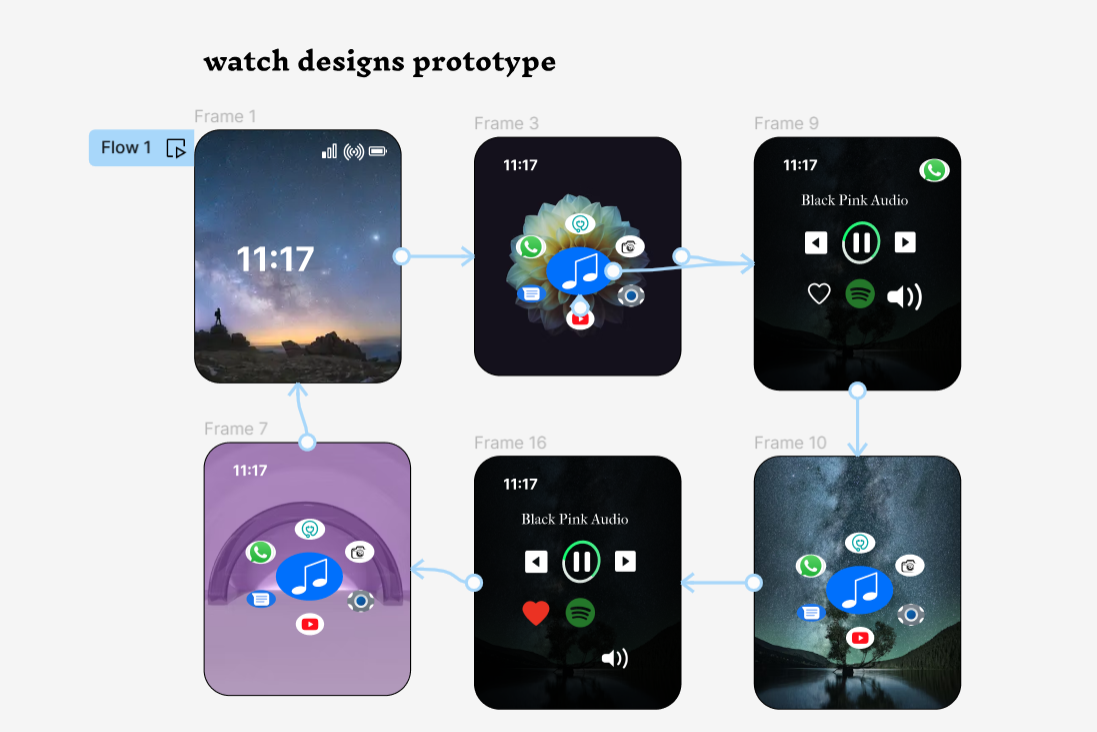 watch designs prototype
Frame 1
Frame 3
Frame 9
Flow 1
11:17
11:17
11:17
Black Pink Audio
Frame 7
Frame 16
Frame 10
11:17
11:17
Black Pink Audio